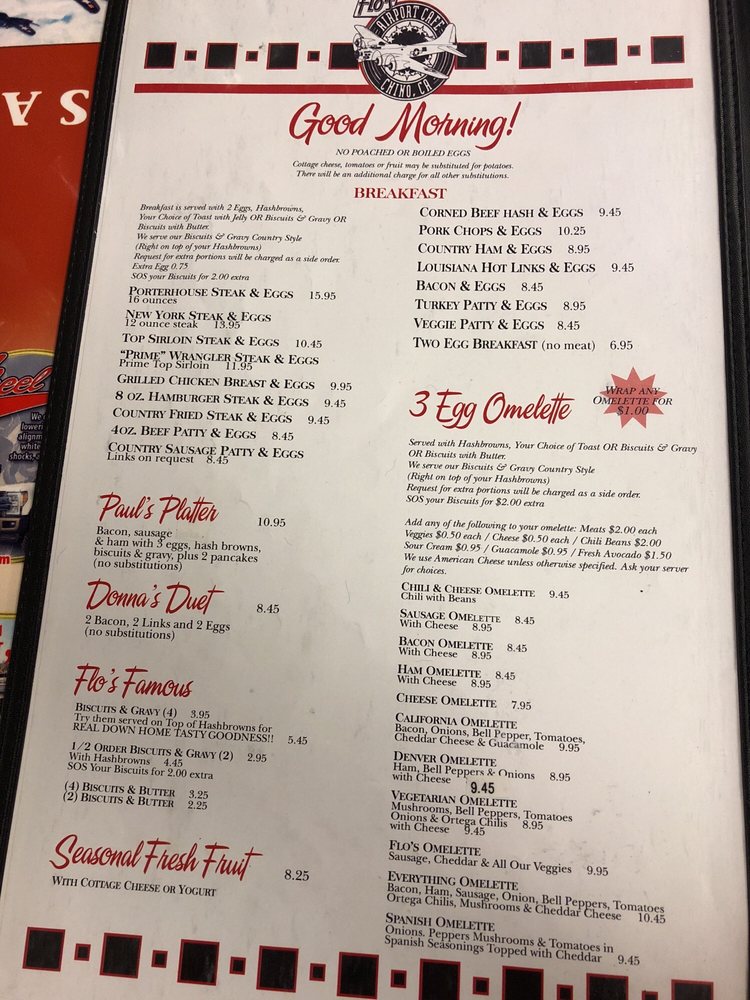 Flo's
AIRPORT CAFE
CHINO, CA
Good Morning!
NO POACHED OR BOILED EGGS
Cottage cheese, tomatoes or fruit may be substituted for potatoes.
There will be an additional charge for all other substitutions.
BREAKFAST
Breakfast is served with 2 Eggs, Hashbrowns,
Your Choice of Toast with Jelly OR Biscuits & Gravy OR
Biscuits with Butter.
We serve our Biscuits & Gravy Country Style
(Right on top of your Hashbrowns)
Request for extra portions will be charged as a side order.
Extra Egg 0.75
SOS your Biscuits for 2.00 extra
PORTERHOUSE STEAK & EGGS 15.95
16 ounces
NEW YORK STEAK & EGGS
12 ounce steak 13.95
TOP SIRLOIN STEAK & EGGS 10.45
"PRIME" WRANGLER STEAK & EGGS
Prime Top Sirloin 11.95
GRILLED CHICKEN BREAST & EGGS 9.95
8 OZ. HAMBURGER STEAK & EGGS 9.45
COUNTRY FRIED STEAK & EGGS 9.45
4OZ. BEEF PATTY & EGGS 8.45
COUNTRY SAUSAGE PATTY & EGGS
Links on request 8.45
Paul's Platter 10.95
Bacon, sausage
& ham with 3 eggs, hash browns,
biscuits & gravy, plus 2 pancakes
(no substitutions)
Donna's Duet 8.45
2 Bacon, 2 Links and 2 Eggs
(no substitutions)
Flo's Famous
BISCUITS & GRAVY (4) 3.95
Try them served on Top of Hashbrowns for
REAL DOWN HOME TASTY GOODNESS!! 5.45
1/2 ORDER BISCUITS & GRAVY (2) 2.95
With Hashbrowns 4.45
SOS Your Biscuits for 2.00 extra
(4) BISCUITS & BUTTER 3.25
(2) BISCUITS & BUTTER 2.25
Seasonal Fresh Fruit 8.25
WITH COTTAGE CHEESE OR YOGURT
CORNED BEEF HASH & EGGS 9.45
PORK CHOPS & EGGS 10.25
COUNTRY HAM & EGGS 8.95
LOUISIANA HOT LINKS & EGGS 9.45
BACON & EGGS 8.45
TURKEY PATTY & EGGS 8.95
VEGGIE PATTY & EGGS 8.45
TWO EGG BREAKFAST (no meat) 6.95
3 Egg Omelette
WRAP ANY
OMELETTE FOR
$1.00
Served with Hashbrowns, Your Choice of Toast OR Biscuits & Gravy
OR Biscuits with Butter.
We serve our Biscuits & Gravy Country Style
(Right on top of your Hashbrowns)
Request for extra portions will be charged as a side order.
SOS your Biscuits for $2.00 extra
Add any of the following to your omelette: Meats $2.00 each
Veggies $0.50 each / Cheese $0.50 each / Chili Beans $2.00
Sour Cream $0.95 / Guacamole $0.95 / Fresh Avocado $1.50
We use American Cheese unless otherwise specified. Ask your server
for choices.
CHILI & CHEESE OMELETTE 9.45
Chili with Beans
SAUSAGE OMELETTE 8.45
With Cheese 8.95
BACON OMELETTE 8.45
With Cheese 8.95
HAM OMELETTE 8.45
With Cheese 8.95
CHEESE OMELETTE 7.95
CALIFORNIA OMELETTE
Bacon, Onions, Bell Pepper, Tomatoes,
Cheddar Cheese & Guacamole 9.95
DENVER OMELETTE
Ham, Bell Peppers & Onions 8.95
with Cheese 9.45
VEGETARIAN OMELETTE
Mushrooms, Bell Peppers, Tomatoes
Onions & Ortega Chilis 8.95
with Cheese 9.45
FLO'S OMELETTE
Sausage, Cheddar & All Our Veggies 9.95
EVERYTHING OMELETTE
Bacon, Ham, Sausage, Onion, Bell Peppers, Tomatoes
Ortega Chilis, Mushrooms & Cheddar Cheese 10.45
SPANISH OMELETTE
Onions. Peppers Mushrooms & Tomatoes in
Spanish Seasonings Topped with Cheddar 9.45